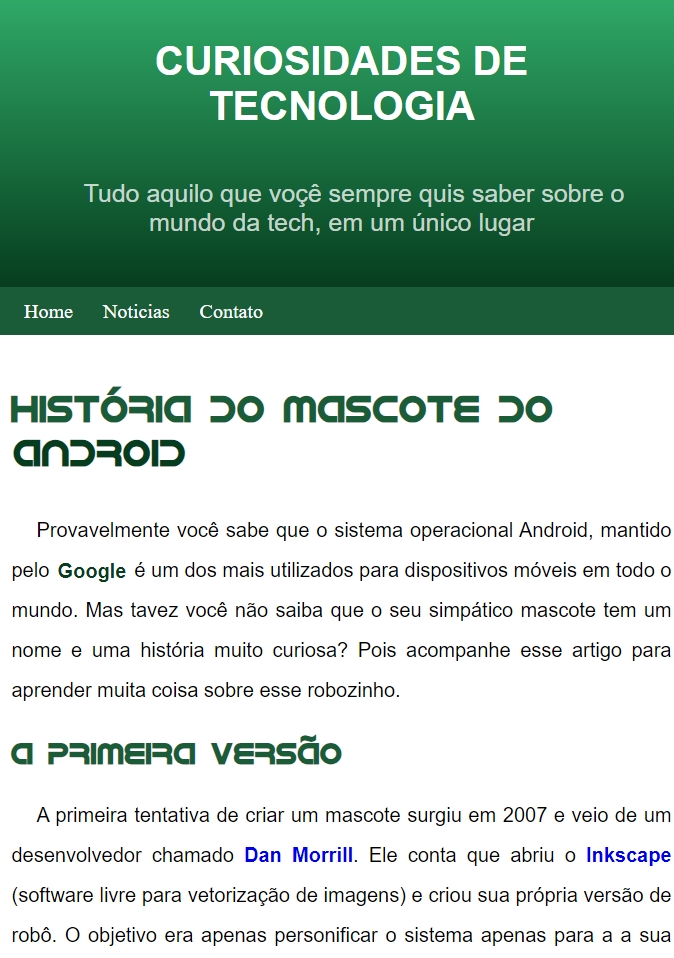 CURIOSIDADES DE
TECNOLOGIA
Tudo aquilo que voçê sempre quis saber sobre o
mundo da tech, em um único lugar
Home Noticias Contato
HISTÓRIA DO MASCOTE DO
ANDROID
Provavelmente você sabe que o sistema operacional Android, mantido
pelo Google é um dos mais utilizados para dispositivos móveis em todo o
mundo. Mas tavez você não saiba que o seu simpático mascote tem um
nome e uma história muito curiosa? Pois acompanhe esse artigo para
aprender muita coisa sobre esse robozinho.
A PRIMEIRA VERSÃO
A primeira tentativa de criar um mascote surgiu em 2007 e veio de um
desenvolvedor chamado Dan Morrill. Ele conta que abriu o Inkscape
(software livre para vetorização de imagens) e criou sua própria versão de
robô. O objetivo era apenas personificar o sistema apenas para a a sua